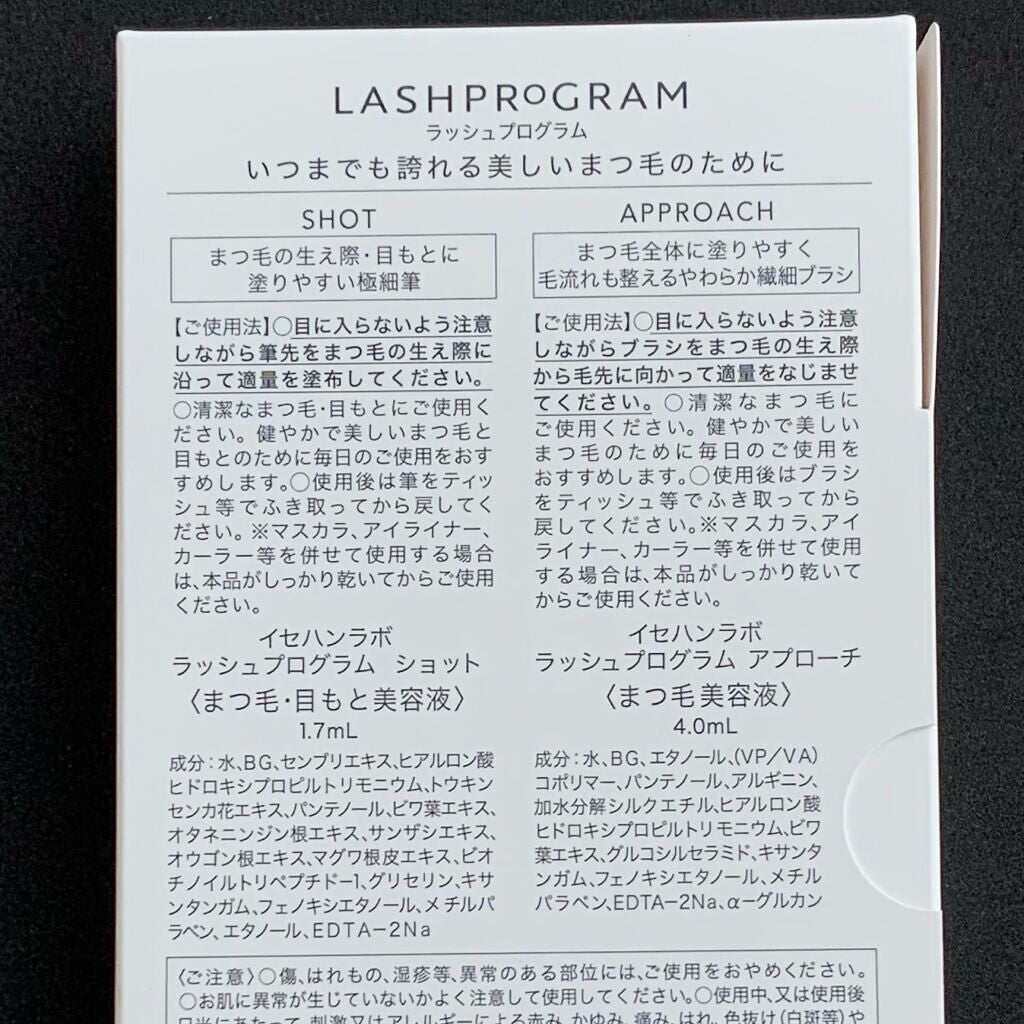 LASHPROGRAM
ラッシュプログラム
いつまでも誇れる美しいまつ毛のために
SHOT
まつ毛の生え際・目もとに
塗りやすい極細筆
【ご使用法】○目に入らないよう注意
しながら筆先をまつ毛の生え際に
沿って適量を塗布してください。
○清潔なまつ毛・目もとにご使用く
ださい。健やかで美しいまつ毛と
目もとのために毎日のご使用をおす
すめします。○使用後は筆をティッ
シュ等でふき取ってから戻してく
ださい。※マスカラ、アイライナー、
カーラー等を併せて使用する場合
は、本品がしっかり乾いてからご使用
ください。
イセハンラボ
ラッシュプログラム ショット
〈まつ毛・目もと美容液〉
1.7mL
成分：水、BG、センブリエキス、ヒアルロン酸
ヒドロキシプロピルトリモニウム、トウキン
センカ花エキス、パンテノール、ビワ葉エキス、
オタネニンジン根エキス、サンザシエキス、
オウゴン根エキス、マグワ根皮エキス、ビオ
チノイルトリペプチド-1、グリセリン、キサ
ンタンガム、フェノキシエタノール、メチルパ
ラベン、エタノール、EDTA-2Na
APPROACH
まつ毛全体に塗りやすく
毛流れも整えるやわらか繊細ブラシ
【ご使用法】○目に入らないよう注意
しながらブラシをまつ毛の生え際
から毛先に向かって適量をなじませ
てください。○清潔なまつ毛に
ご使用ください。健やかで美しい
まつ毛のために毎日のご使用を
おすすめします。○使用後はブラシ
をティッシュ等でふき取ってから
戻してください。※マスカラ、アイ
ライナー、カーラー等を併せて使用
する場合は、本品がしっかり乾いて
からご使用ください。
イセハンラボ
ラッシュプログラム アプローチ
〈まつ毛美容液〉
4.0mL
成分：水、BG、エタノール、(VP/VA)
コポリマー、パンテノール、アルギニン、
加水分解シルクエチル、ヒアルロン酸
ヒドロキシプロピルトリモニウム、ビワ
葉エキス、グルコシルセラミド、キサンタ
ンガム、フェノキシエタノール、メチル
パラベン、EDTA-2Na、α-グルカン
〈ご注意〉○傷、はれもの、湿疹等、異常のある部位には、ご使用をおやめください。
○お肌に異常が生じていないかよく注意して使用してください。○使用中、又は使用後
日光にあたって、刺激又はアレルギーによる赤み、かゆみ、痛み、はれ、色抜け(白斑等)や